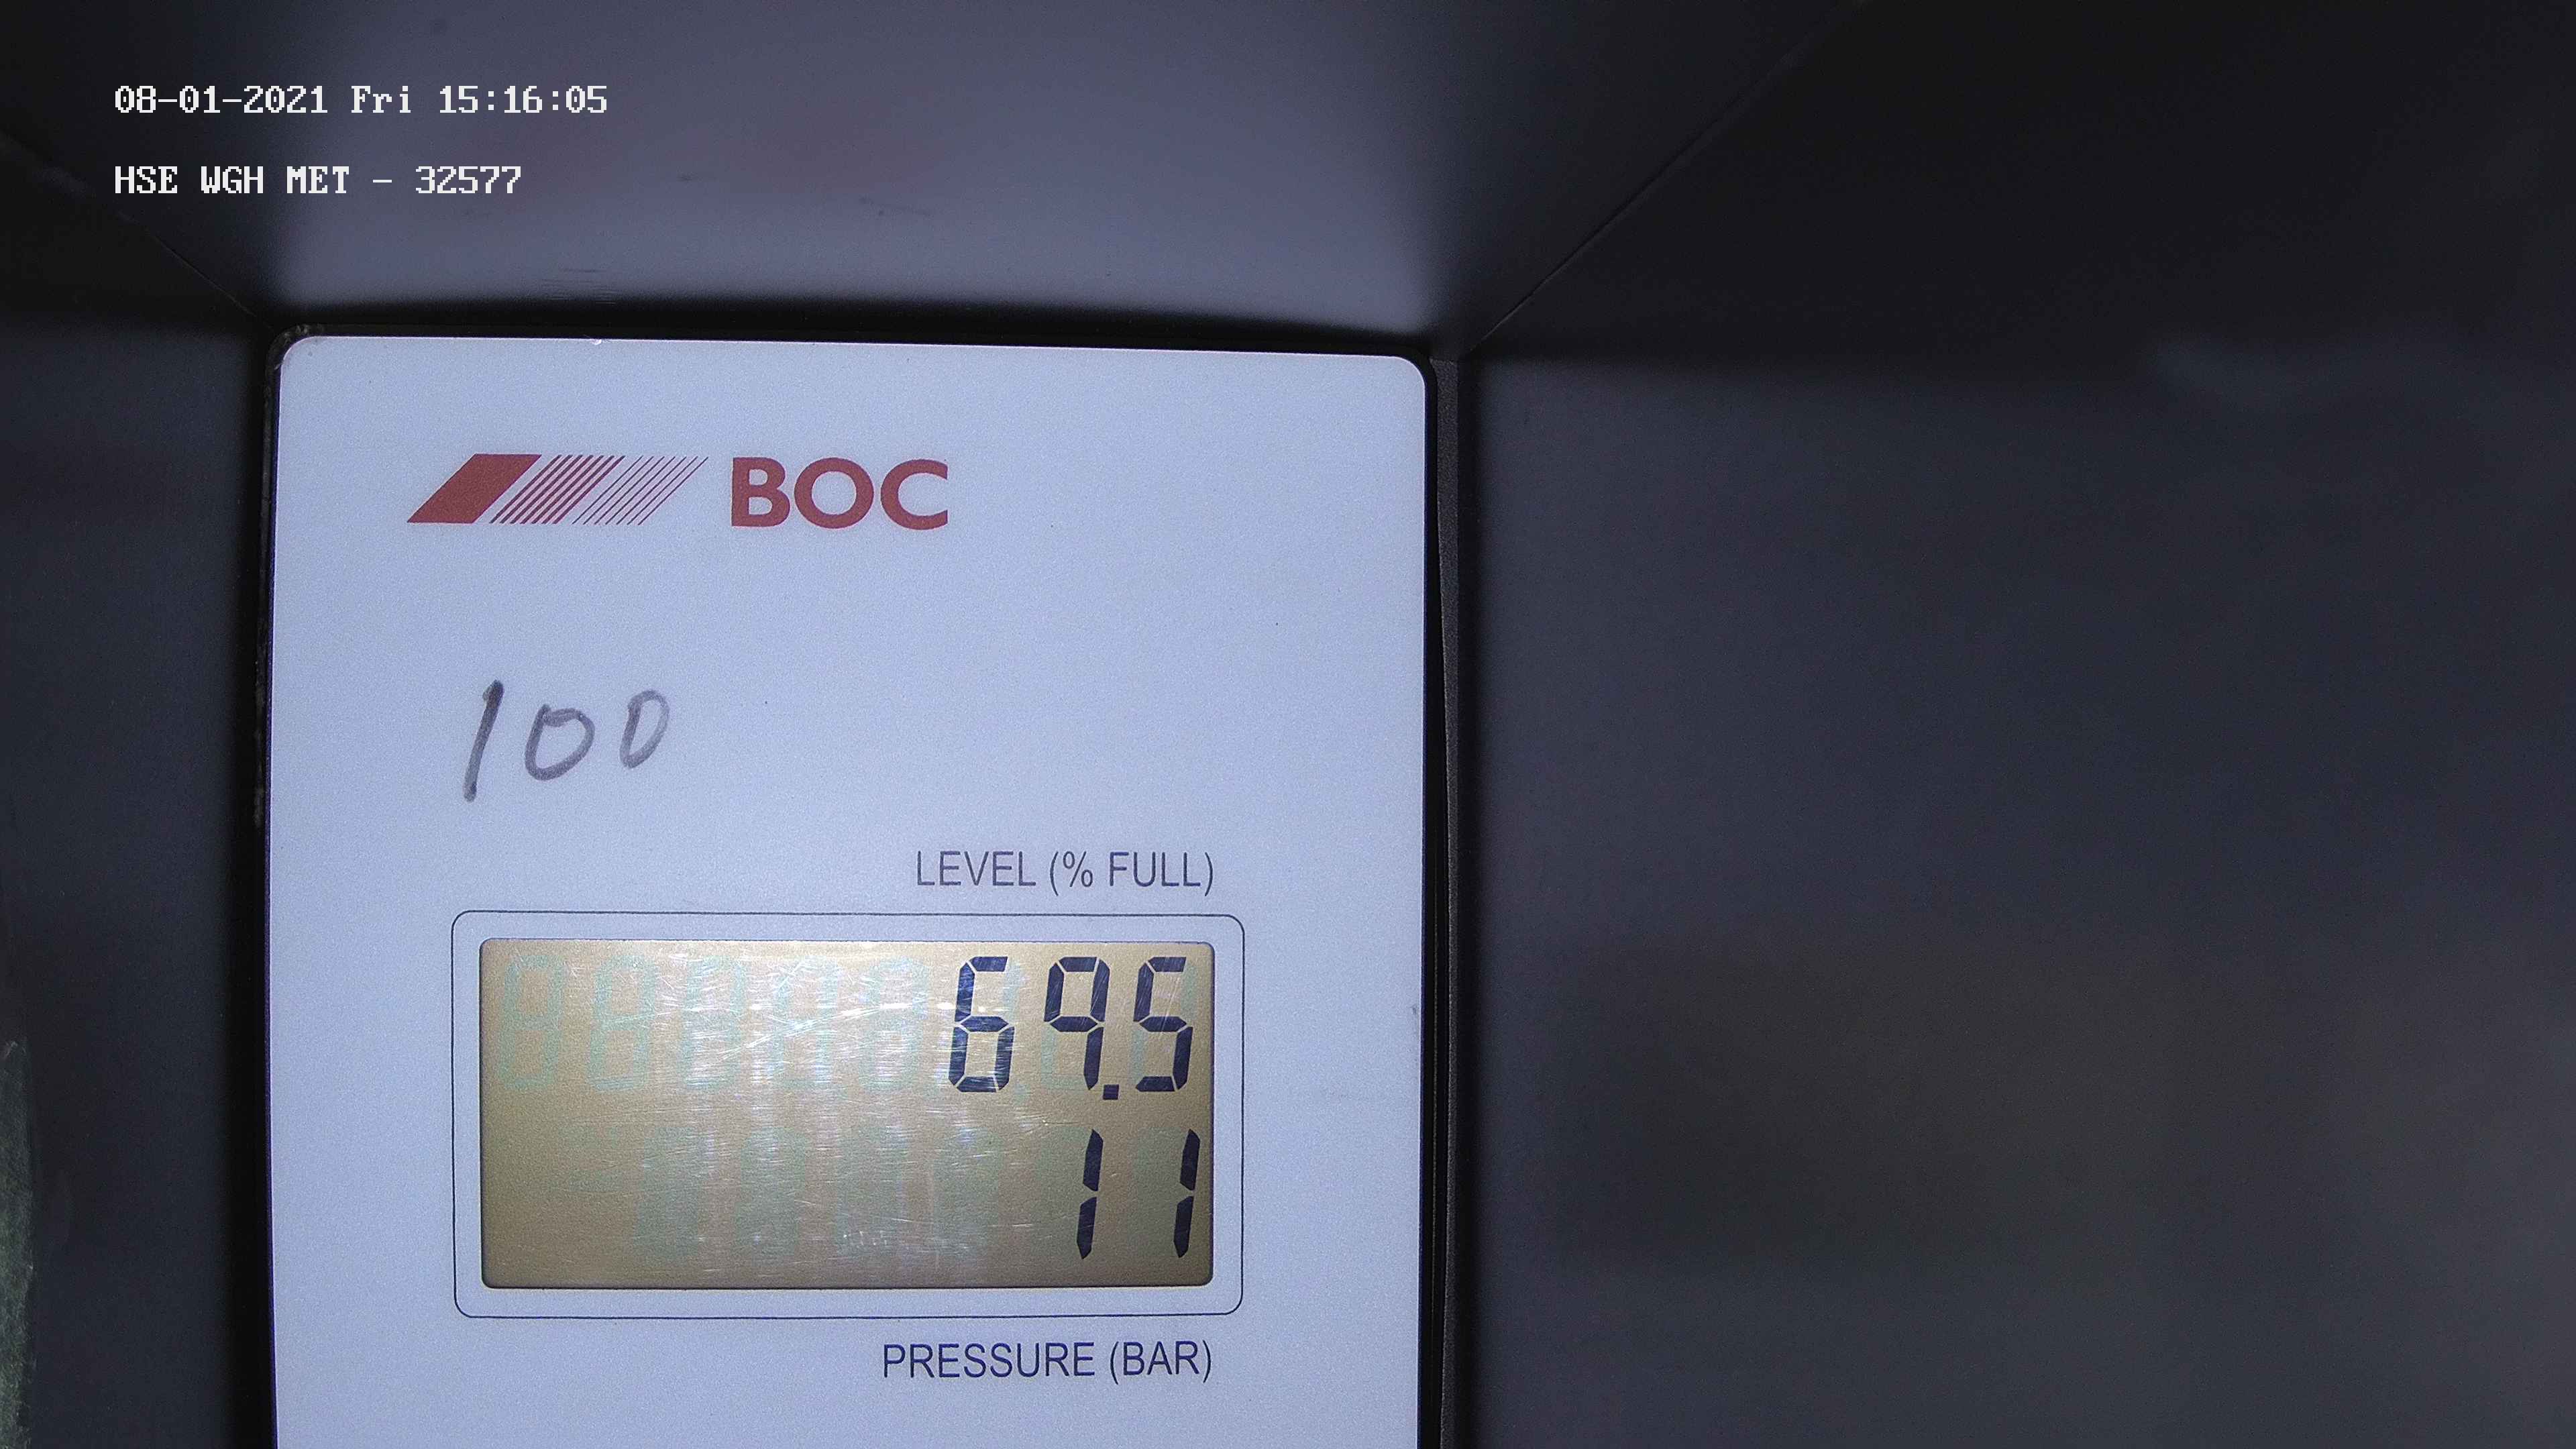 08-01-2021 Fri 15:16:05
HSE WGH MET - 32577
BOC
100
LEVEL (% FULL)
69.5
11
PRESSURE (BAR)